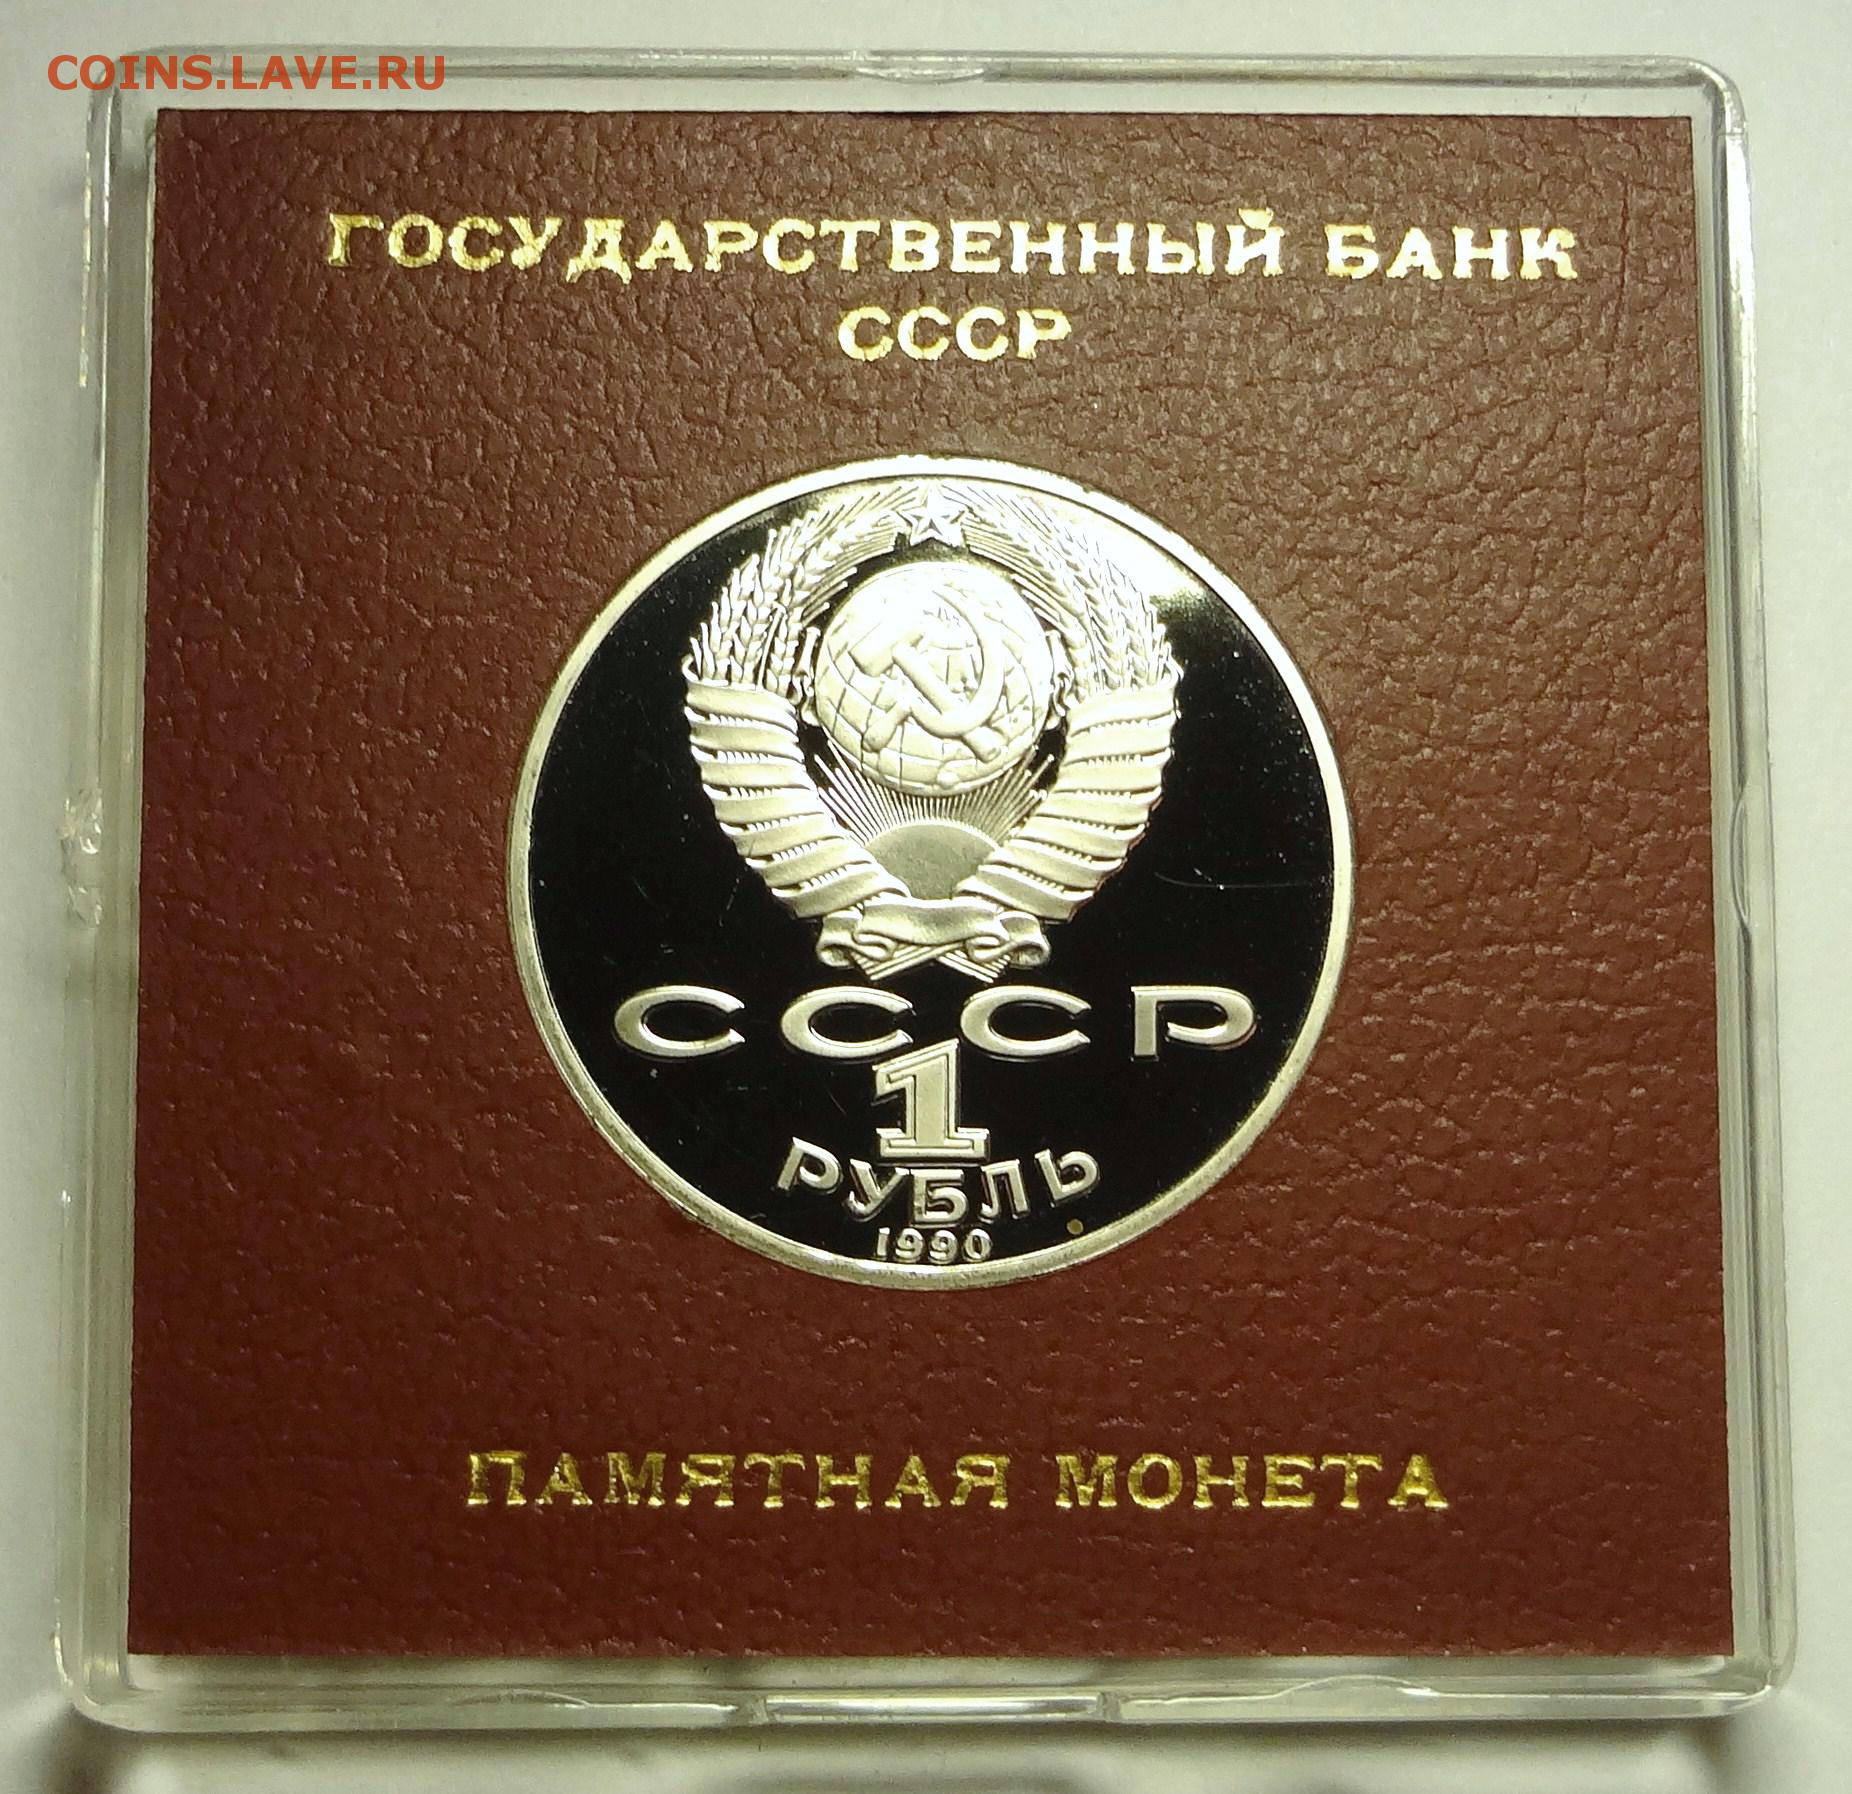 COINS.LAVE.RU
ГОСУДАРСТВЕННЫЙ БАНК
СССР
СССР
1
РУБЛЬ
1990
ПАМЯТНАЯ МОНЕТА